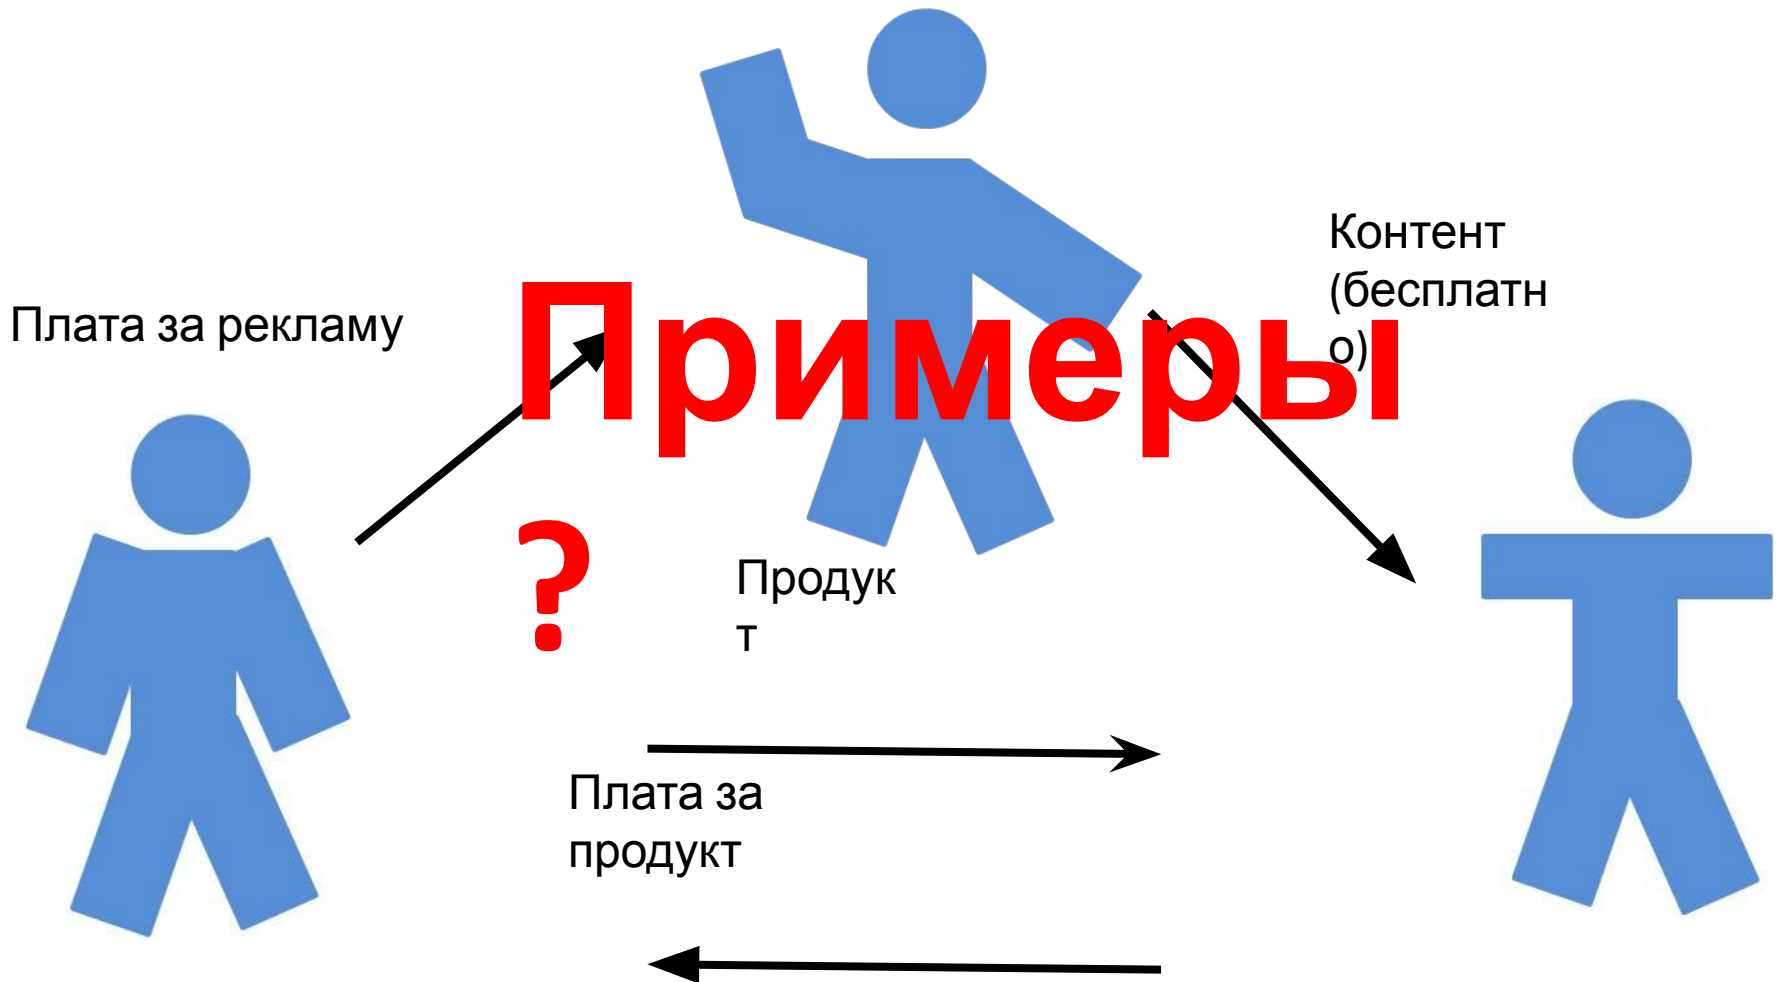 Контент
(бесплатн
о)
Плата за рекламу
Примеры
?
Продук
т
Плата за
продукт